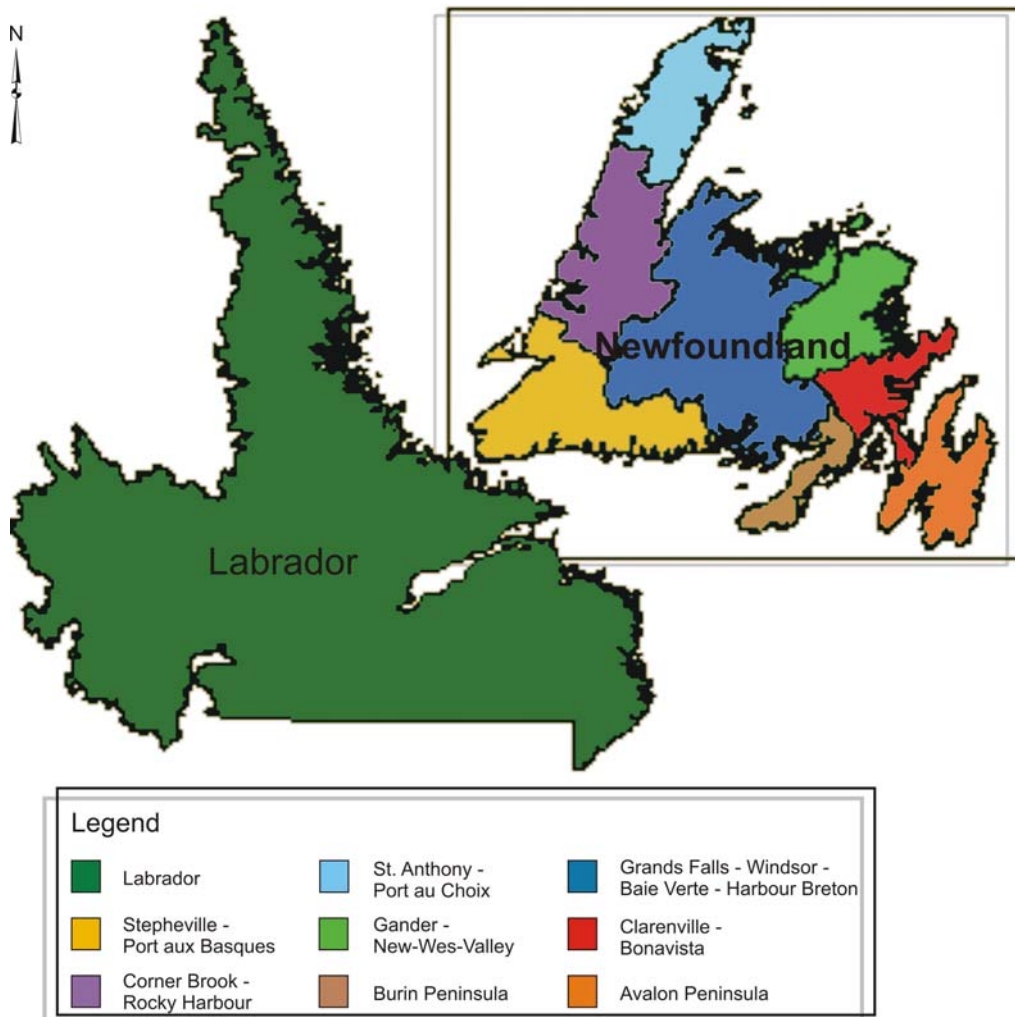 N
Newfoundland
Labrador
Legend
Labrador
St. Anthony -
Port au Choix
Grands Falls - Windsor -
Baie Verte - Harbour Breton
Stepheville -
Port aux Basques
Gander -
New-Wes-Valley
Clarenville -
Bonavista
Corner Brook -
Rocky Harbour
Burin Peninsula
Avalon Peninsula